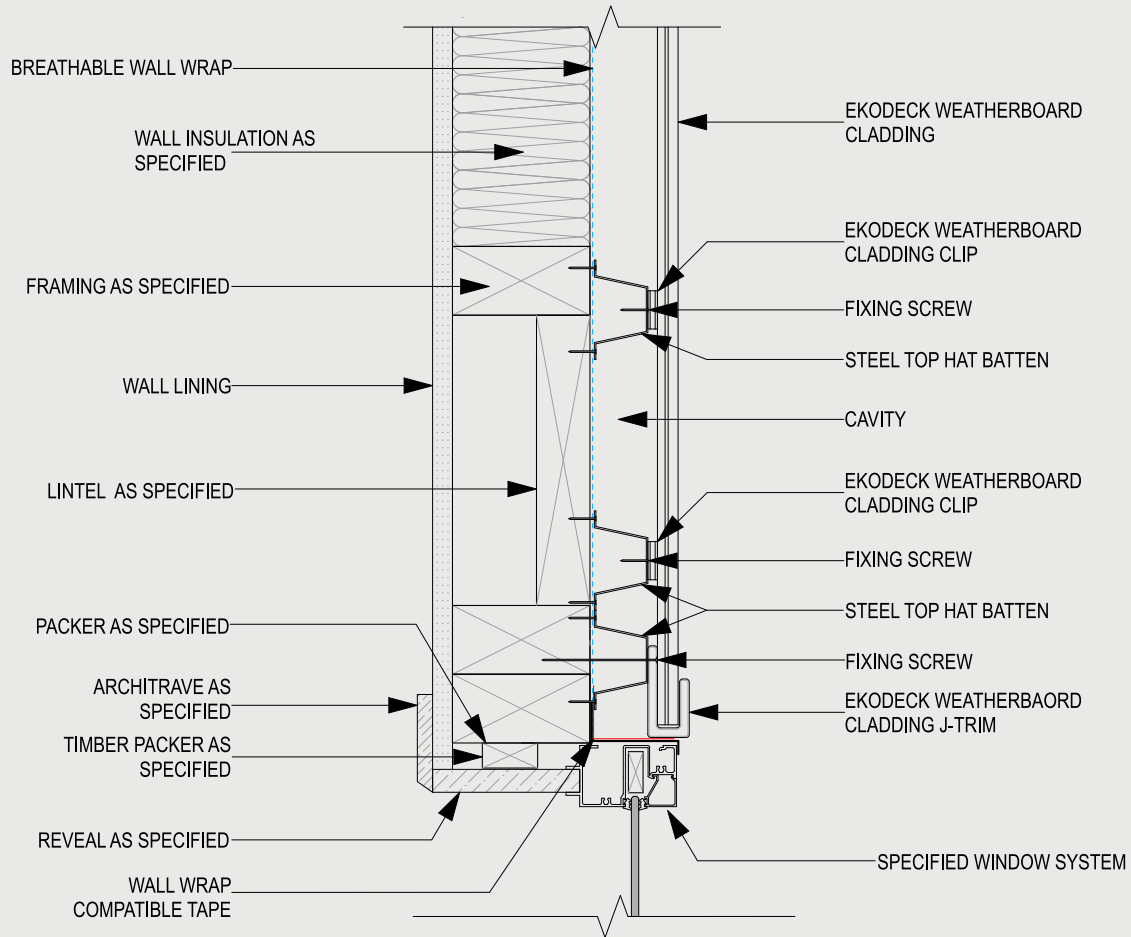 BREATHABLE WALL WRAP
WALL INSULATION AS
SPECIFIED
FRAMING AS SPECIFIED
WALL LINING
LINTEL AS SPECIFIED
PACKER AS SPECIFIED
ARCHITRAVE AS
SPECIFIED
TIMBER PACKER AS
SPECIFIED
REVEAL AS SPECIFIED
WALL WRAP
COMPATIBLE TAPE
EKODECK WEATHERBOARD
CLADDING
EKODECK WEATHERBOARD
CLADDING CLIP
FIXING SCREW
STEEL TOP HAT BATTEN
CAVITY
EKODECK WEATHERBOARD
CLADDING CLIP
FIXING SCREW
STEEL TOP HAT BATTEN
FIXING SCREW
EKODECK WEATHERBAORD
CLADDING J-TRIM
SPECIFIED WINDOW SYSTEM